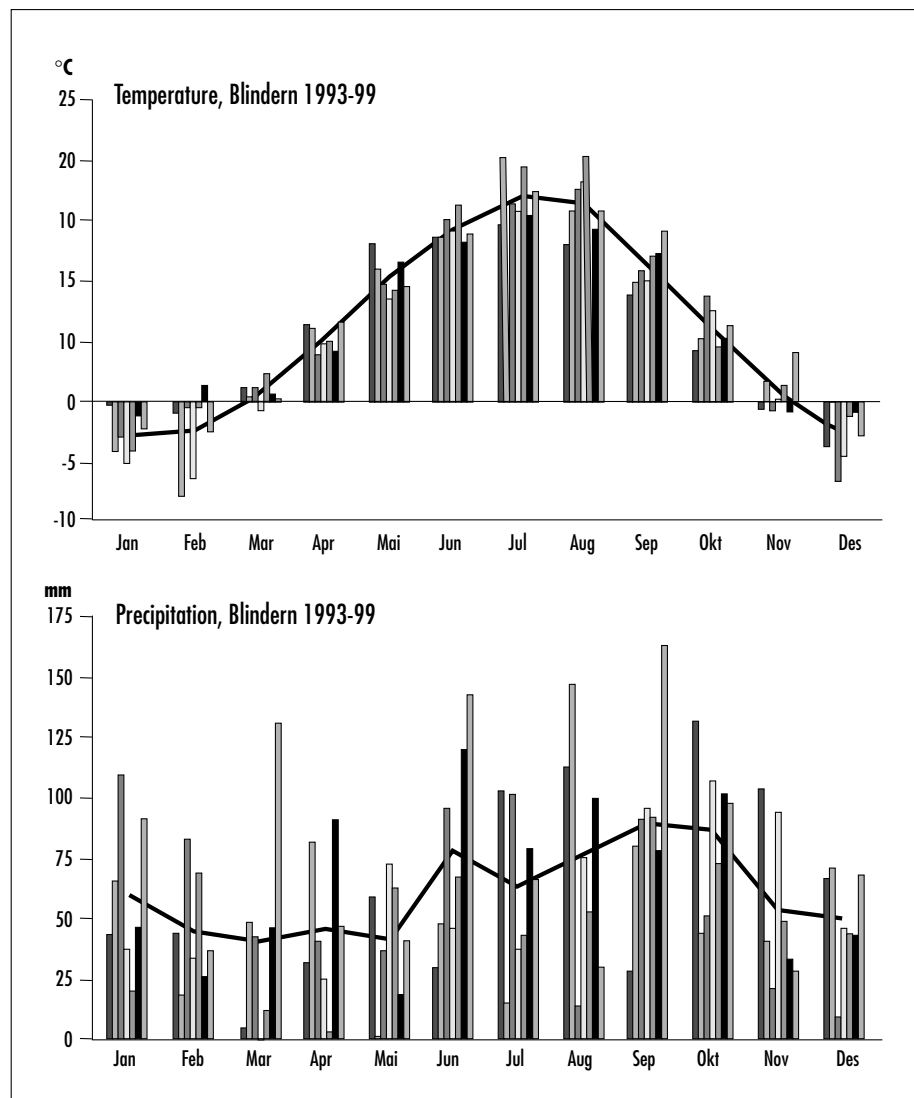 °C
Temperature, Blindern 1993-99
25
20
10
15
10
0
-5
-10
Jan Feb Mar Apr Mai Jun Jul Aug Sep Okt Nov Des
mm
Precipitation, Blindern 1993-99
175
150
125
100
75
50
25
0
Jan Feb Mar Apr Mai Jun Jul Aug Sep Okt Nov Des